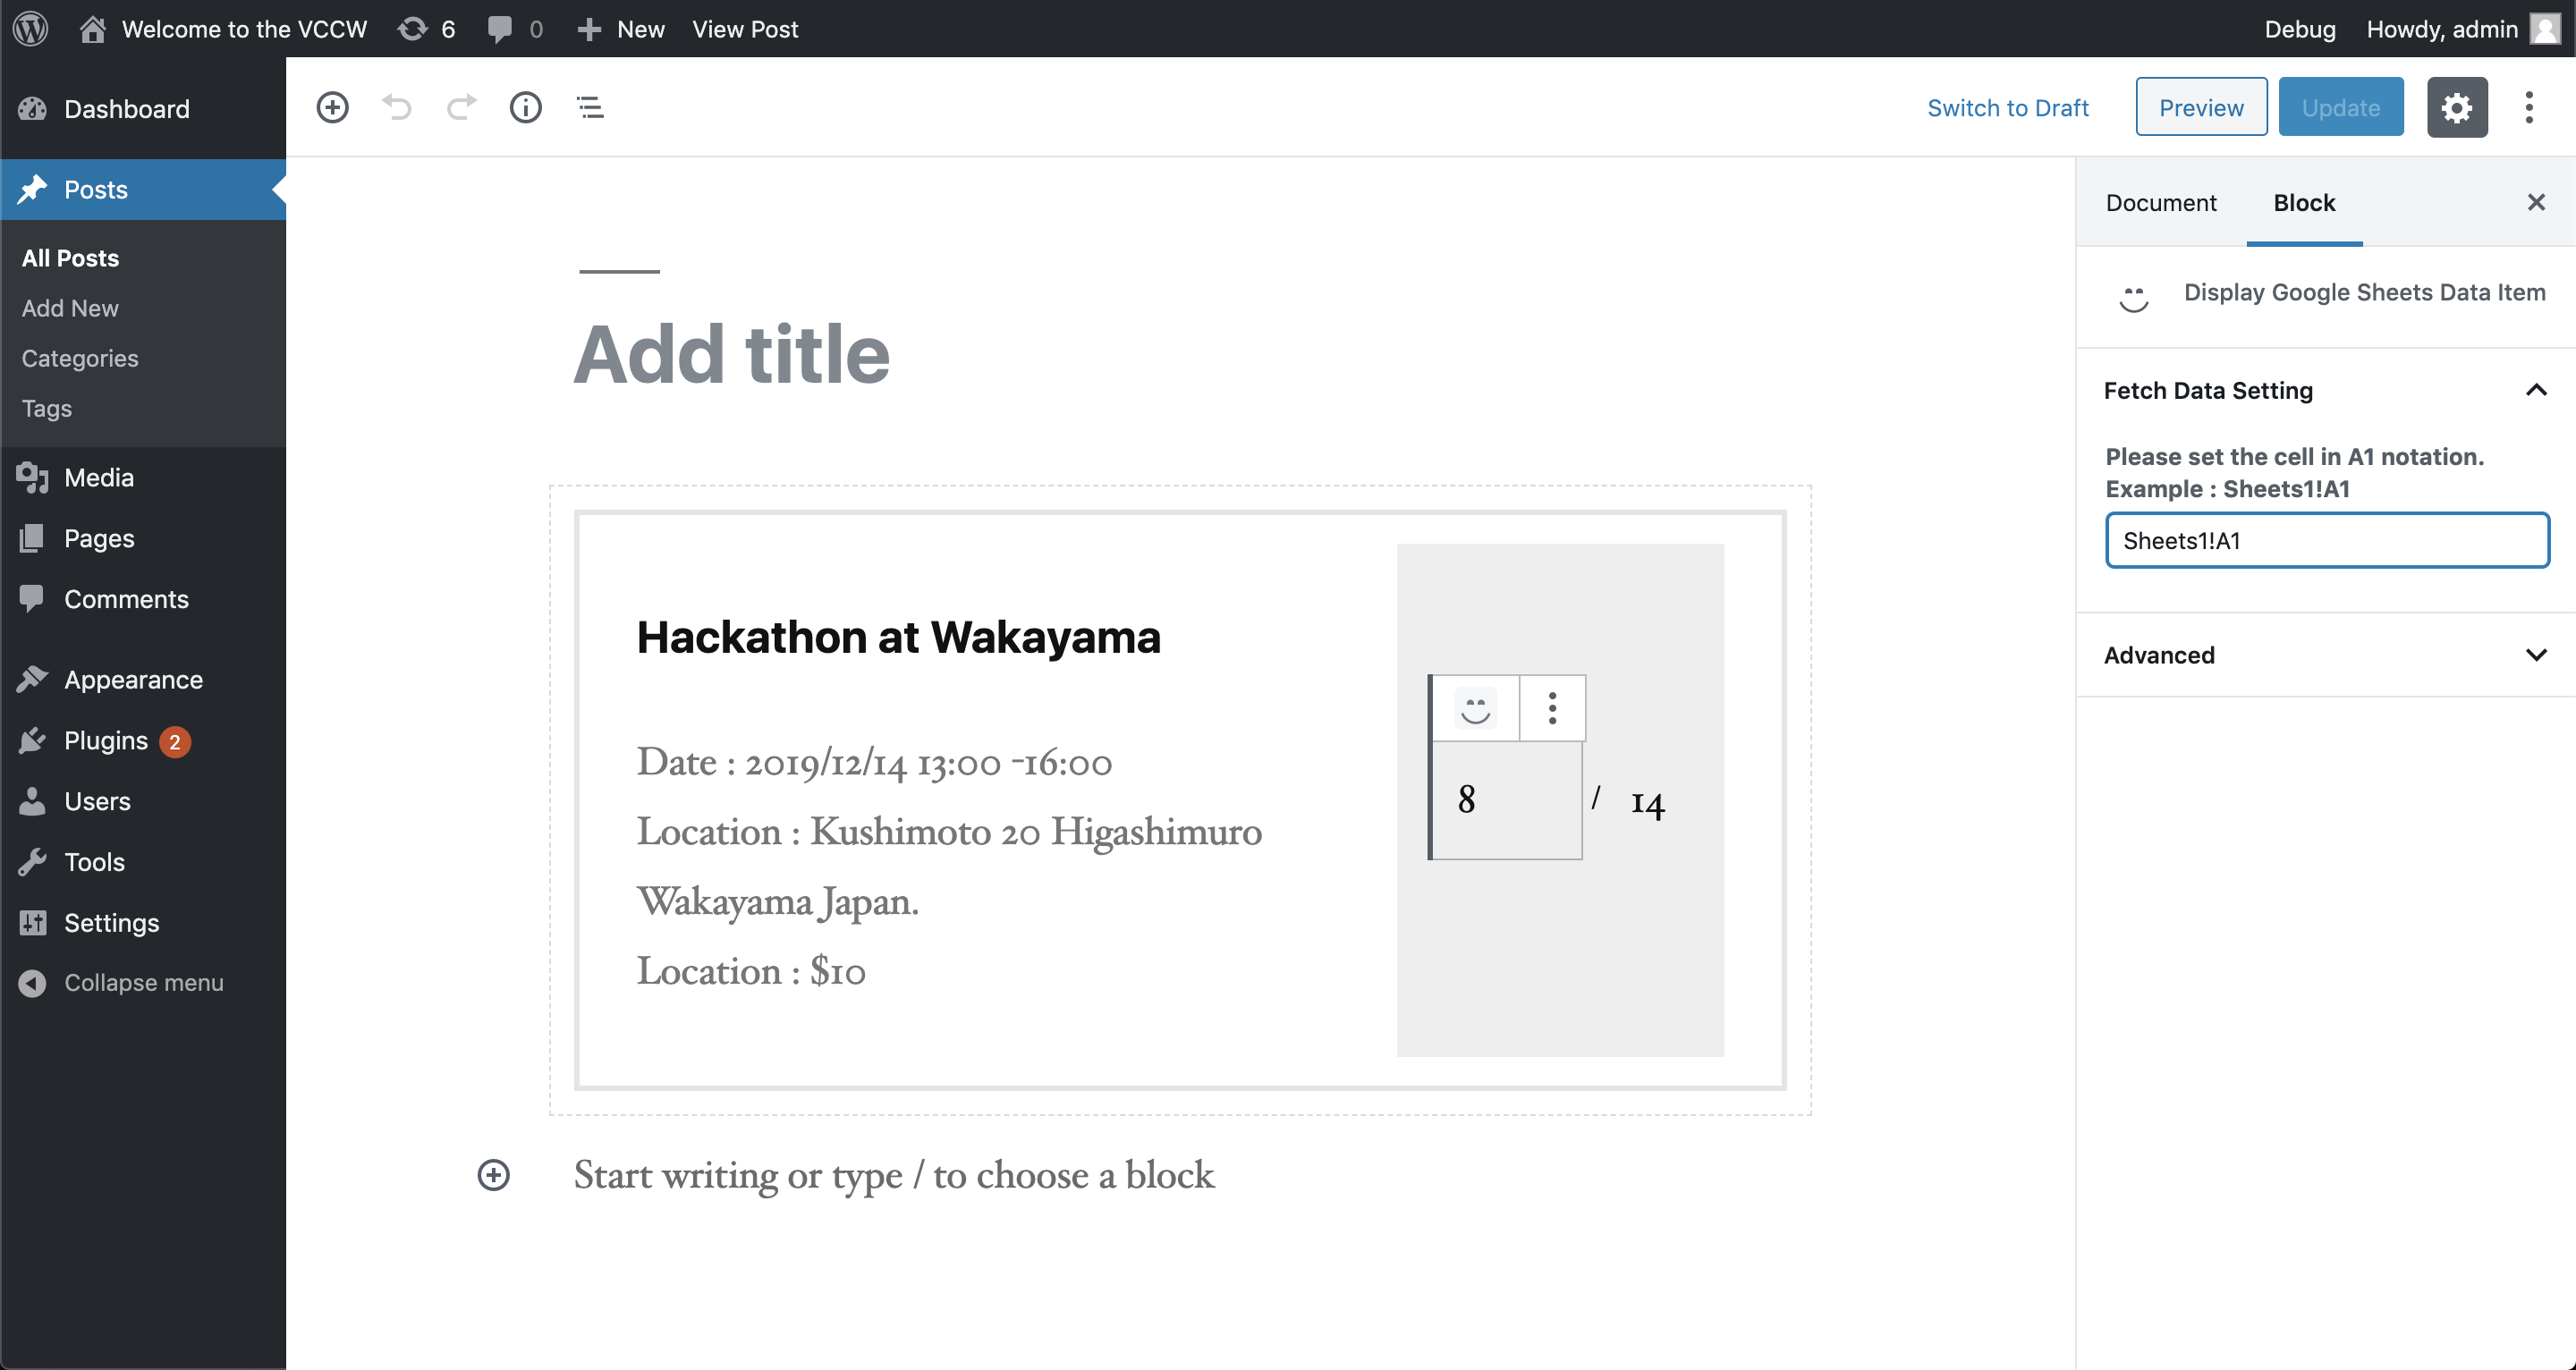 Welcome to the VCCW 6 0 New View Post Debug Howdy, admin
Dashboard
Posts
All Posts
Add New
Categories
Tags
Media
Pages
Comments
Appearance
Plugins 2
Users
Tools
Settings
Collapse menu
Switch to Draft Preview Update
Add title
Hackathon at Wakayama
Date : 2019/12/14 13:00 -16:00
Location : Kushimoto 20 Higashimuro
Wakayama Japan.
Location : $10
8 / 14
Start writing or type / to choose a block
Document Block
Display Google Sheets Data Item
Fetch Data Setting
Please set the cell in A1 notation.
Example : Sheets1!A1
Sheets1!A1
Advanced